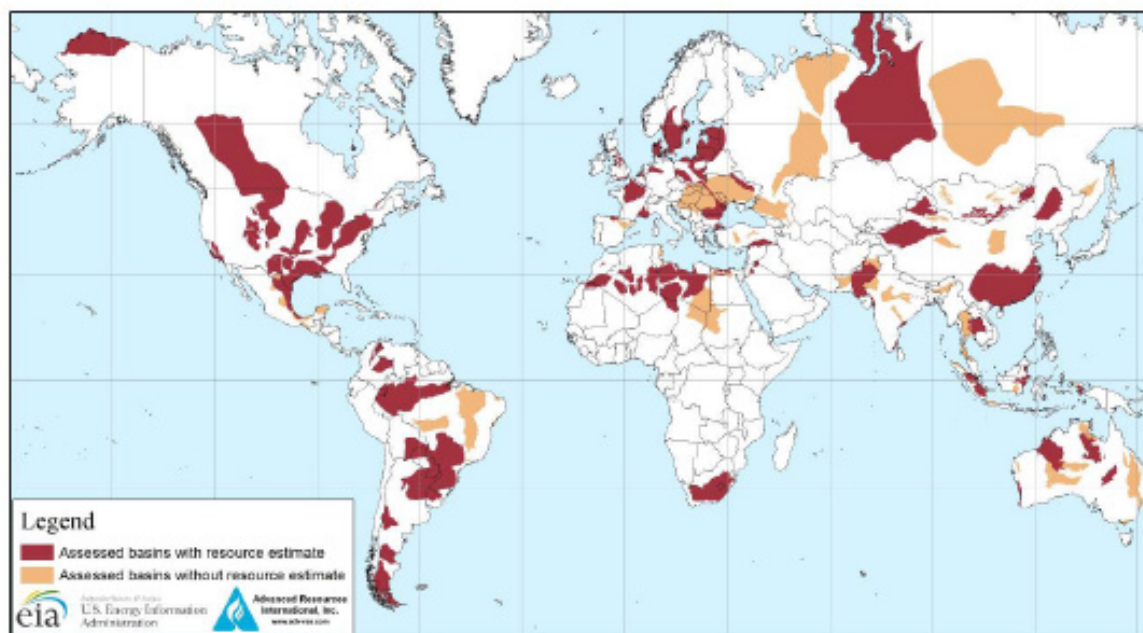 Legend
Assessed basins with resource estimate
Assessed basins without resource estimate
eia
U.S. Energy Information
Administration
Advanced Resources
International, Inc.